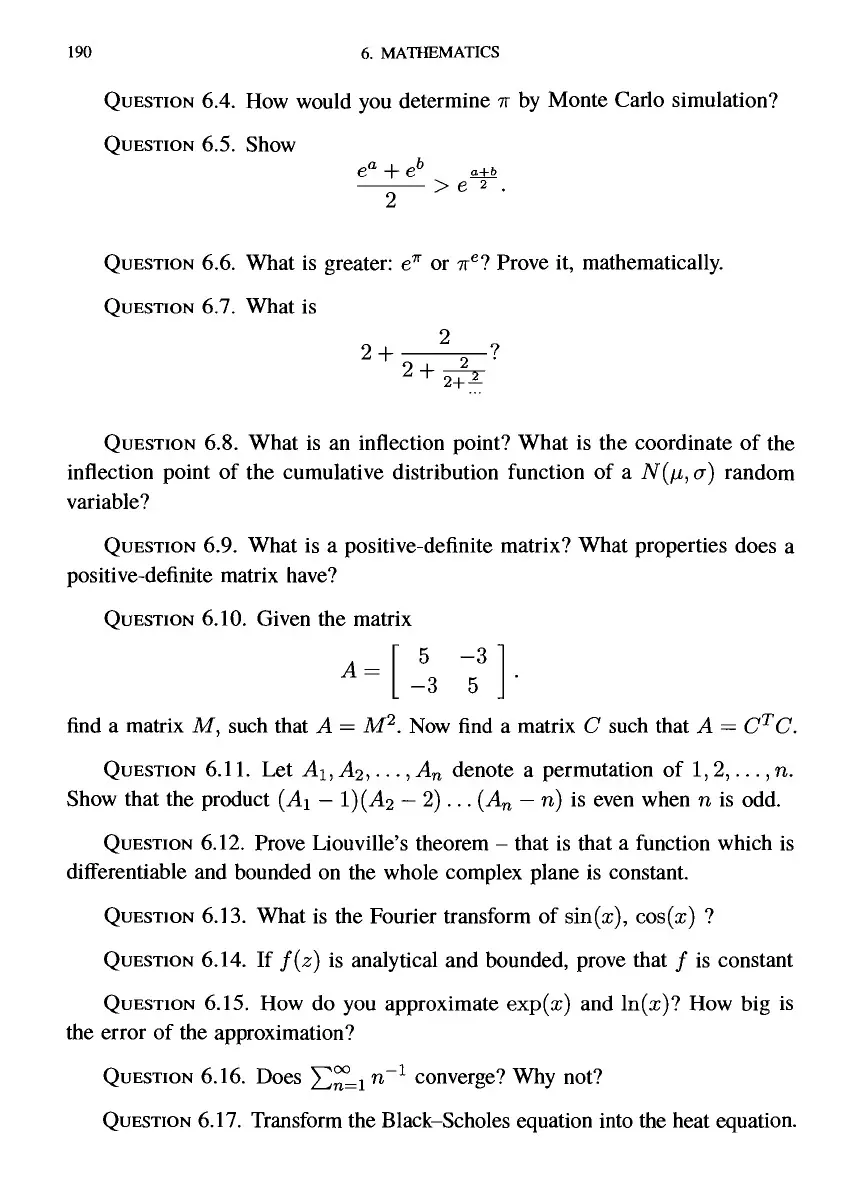 190 6. MATHEMATICS
QUESTION 6.4. How would you determine π by Monte Carlo simulation?
QUESTION 6.5. Show
(e^a + e^b)/2 > e^((a+b)/2).
QUESTION 6.6. What is greater: e^π or π^e? Prove it, mathematically.
QUESTION 6.7. What is
2 + 2/(2 + 2/(2+2/...))?
QUESTION 6.8. What is an inflection point? What is the coordinate of the
inflection point of the cumulative distribution function of a N(μ, σ) random
variable?
QUESTION 6.9. What is a positive-definite matrix? What properties does a
positive-definite matrix have?
QUESTION 6.10. Given the matrix
A = [ 5 −3
−3 5 ].
find a matrix M, such that A = M². Now find a matrix C such that A = C^T C.
QUESTION 6.11. Let A₁, A₂, . . . , Aₙ denote a permutation of 1, 2, . . . , n.
Show that the product (A₁ − 1)(A₂ − 2) . . . (Aₙ − n) is even when n is odd.
QUESTION 6.12. Prove Liouville's theorem – that is that a function which is
differentiable and bounded on the whole complex plane is constant.
QUESTION 6.13. What is the Fourier transform of sin(x), cos(x) ?
QUESTION 6.14. If f(z) is analytical and bounded, prove that f is constant
QUESTION 6.15. How do you approximate exp(x) and ln(x)? How big is
the error of the approximation?
QUESTION 6.16. Does ∑_{n=1}^{∞} n^{−1} converge? Why not?
QUESTION 6.17. Transform the Black–Scholes equation into the heat equation.